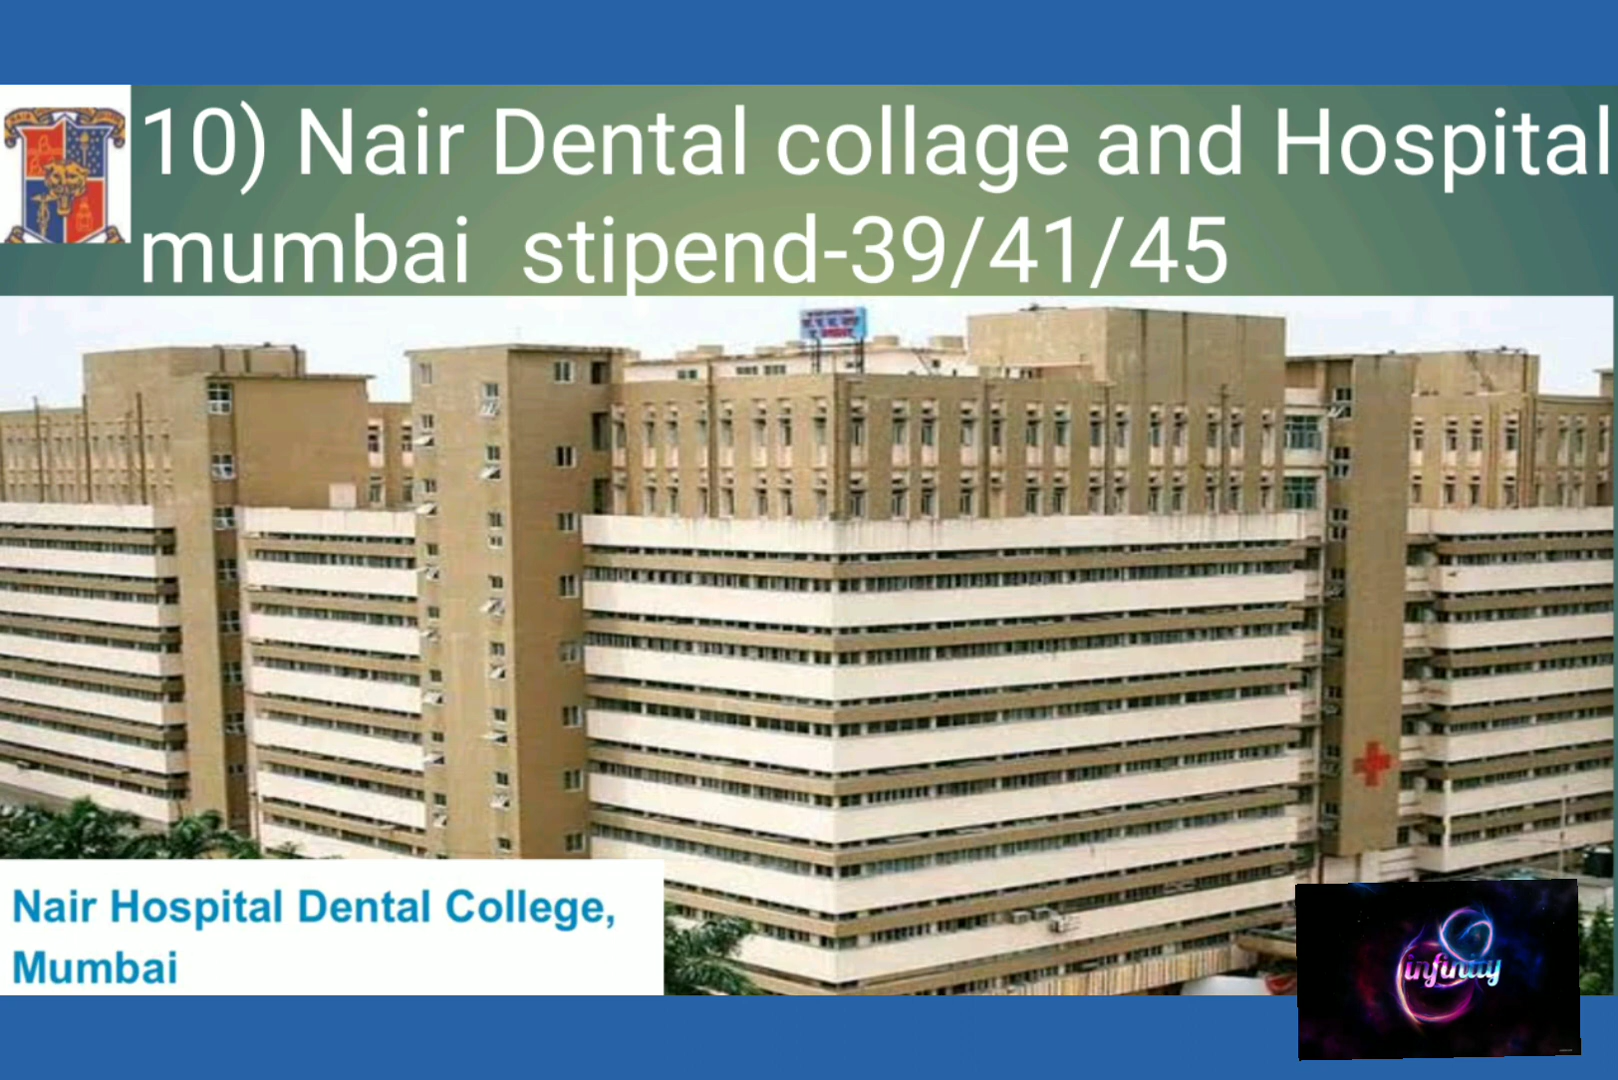 10) Nair Dental collage and Hospital
mumbai stipend-39/41/45
Nair Hospital Dental College,
Mumbai
infinity